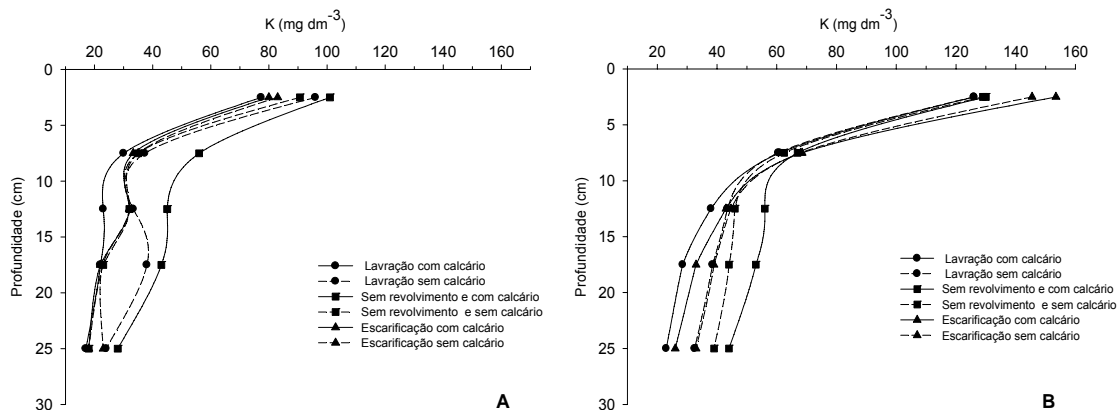 K (mg dm-3)
20 40 60 80 100 120 140 160
0
5
10
15
20
25
30
Profundidade (cm)
Lavração com calcário
Lavração sem calcário
Sem revolvimento e com calcário
Sem revolvimento e sem calcário
Escarificação com calcário
Escarificação sem calcário
A
K (mg dm-3)
20 40 60 80 100 120 140 160
0
5
10
15
20
25
30
Profundidade (cm)
Lavração com calcário
Lavração sem calcário
Sem revolvimento e com calcário
Sem revolvimento e sem calcário
Escarificação com calcário
Escarificação sem calcário
B